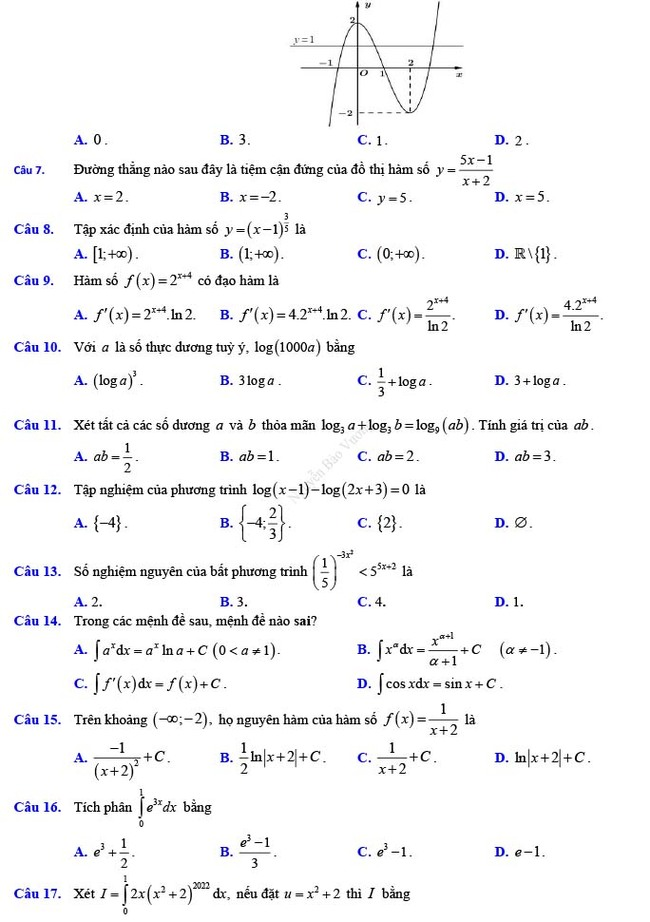 y
2
y = 1
−1 2
O 1 x
−2
A. 0. B. 3. C. 1. D. 2.
Câu 7. Đường thẳng nào sau đây là tiệm cận đứng của đồ thị hàm số y = (5x−1)/(x+2)
A. x = 2. B. x = −2. C. y = 5. D. x = 5.
Câu 8. Tập xác định của hàm số y = (x−1)^(3/5) là
A. [1;+∞). B. (1;+∞). C. (0;+∞). D. ℝ\{1}.
Câu 9. Hàm số f(x) = 2^(x+4) có đạo hàm là
A. f′(x) = 2^(x+4).ln 2. B. f′(x) = 4.2^(x+4).ln 2. C. f′(x) = 2^(x+4)/ln 2. D. f′(x) = 4.2^(x+4)/ln 2.
Câu 10. Với a là số thực dương tuỳ ý, log(1000a) bằng
A. (log a)³. B. 3 log a. C. 1/3 + log a. D. 3 + log a.
Câu 11. Xét tất cả các số dương a và b thỏa mãn log₃ a + log₃ b = log₉ (ab). Tính giá trị của ab.
A. ab = 1/2. B. ab = 1. C. ab = 2. D. ab = 3.
Câu 12. Tập nghiệm của phương trình log(x−1) − log(2x+3) = 0 là
A. {−4}. B. {−4; 2/3}. C. {2}. D. ∅.
Câu 13. Số nghiệm nguyên của bất phương trình (1/5)^(−3x²) < 5^(5x+2) là
A. 2. B. 3. C. 4. D. 1.
Câu 14. Trong các mệnh đề sau, mệnh đề nào sai?
A. ∫aˣdx = aˣ ln a + C (0 < a ≠ 1). B. ∫x^α dx = x^(α+1)/(α+1) + C (α ≠ −1).
C. ∫f′(x)dx = f(x) + C. D. ∫cos xdx = sin x + C.
Câu 15. Trên khoảng (−∞;−2), họ nguyên hàm của hàm số f(x) = 1/(x+2) là
A. −1/(x+2)² + C. B. 1/2 ln|x+2| + C. C. 1/(x+2) + C. D. ln|x+2| + C.
Câu 16. Tích phân ∫₀¹ e^(3x)dx bằng
A. e³ + 1/2. B. (e³−1)/3. C. e³ − 1. D. e − 1.
Câu 17. Xét I = ∫₀¹ 2x(x²+2)^2022 dx, nếu đặt u = x² + 2 thì I bằng